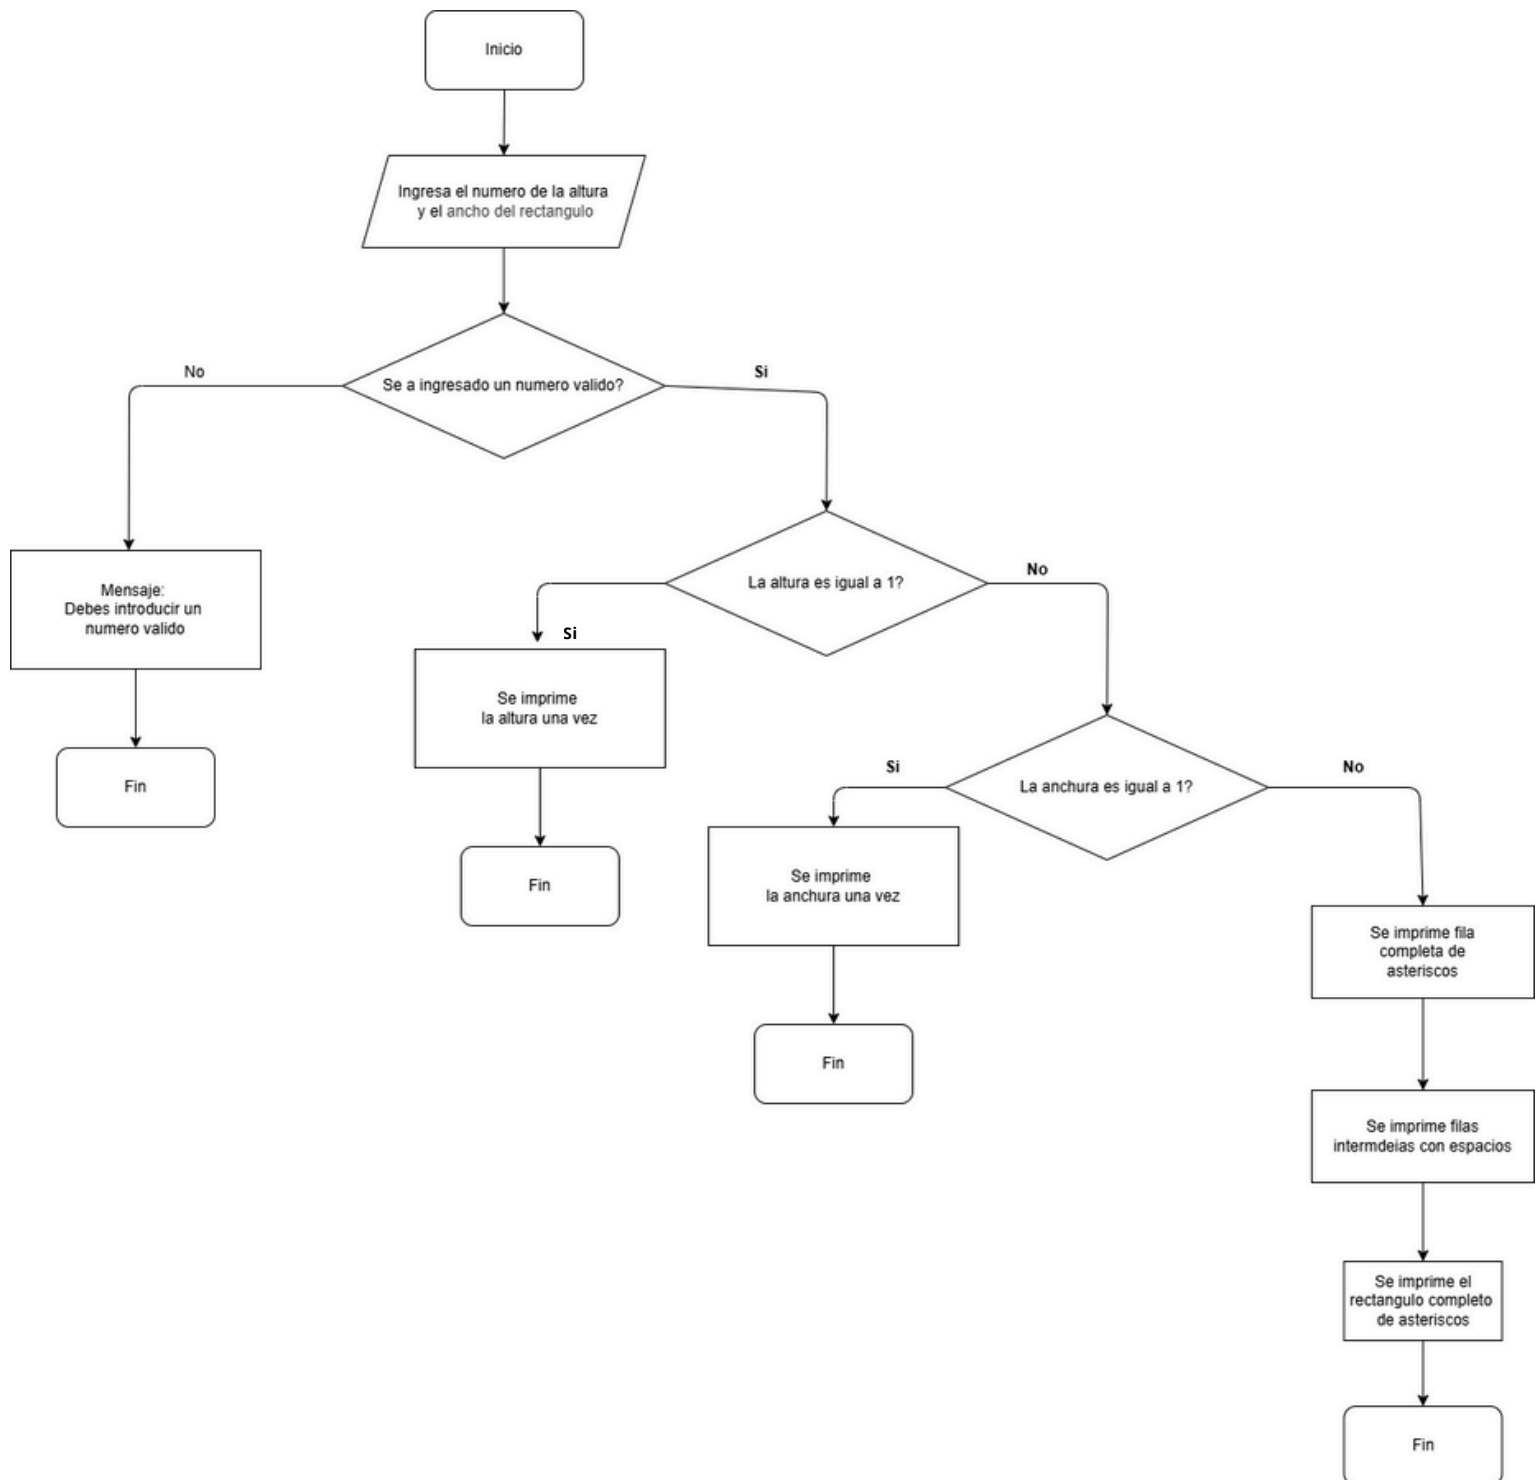 Inicio
Ingresa el numero de la altura
y el ancho del rectangulo
Se a ingresado un numero valido?
No
Si
Mensaje:
Debes introducir un
numero valido
Fin
La altura es igual a 1?
Si
No
Se imprime
la altura una vez
Fin
La anchura es igual a 1?
Si
No
Se imprime
la anchura una vez
Fin
Se imprime fila
completa de
asteriscos
Se imprime filas
intermdeias con espacios
Se imprime el
rectangulo completo
de asteriscos
Fin